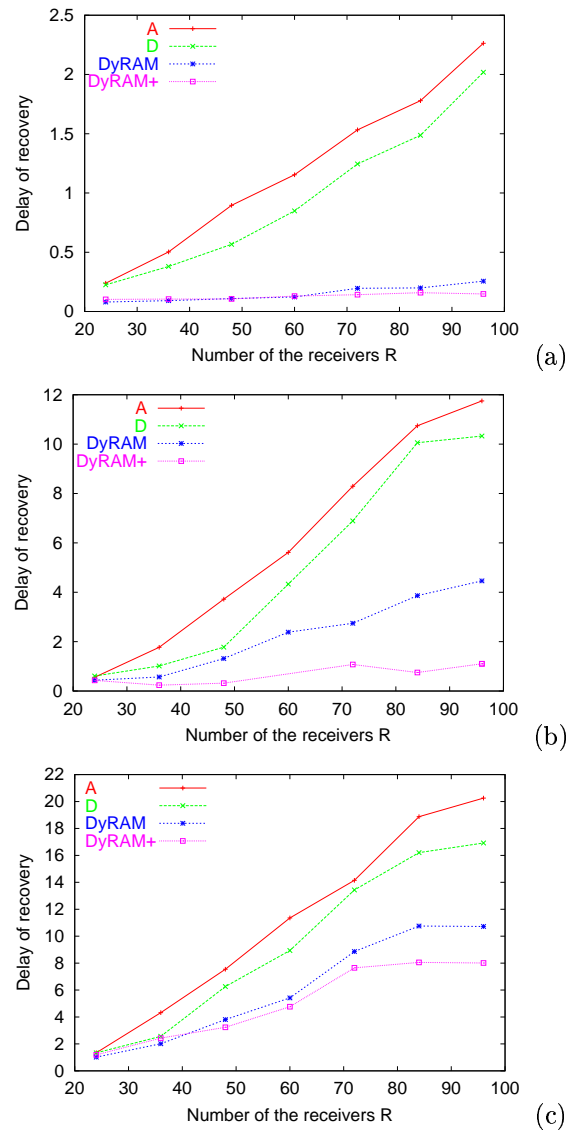 2.5
2
1.5
1
0.5
0
Delay of recovery
A
D
DyRAM
DyRAM+
20 30 40 50 60 70 80 90 100
Number of the receivers R
(a)
12
10
8
6
4
2
0
Delay of recovery
A
D
DyRAM
DyRAM+
20 30 40 50 60 70 80 90 100
Number of the receivers R
(b)
22
20
18
16
14
12
10
8
6
4
2
0
Delay of recovery
A
D
DyRAM
DyRAM+
20 30 40 50 60 70 80 90 100
Number of the receivers R
(c)